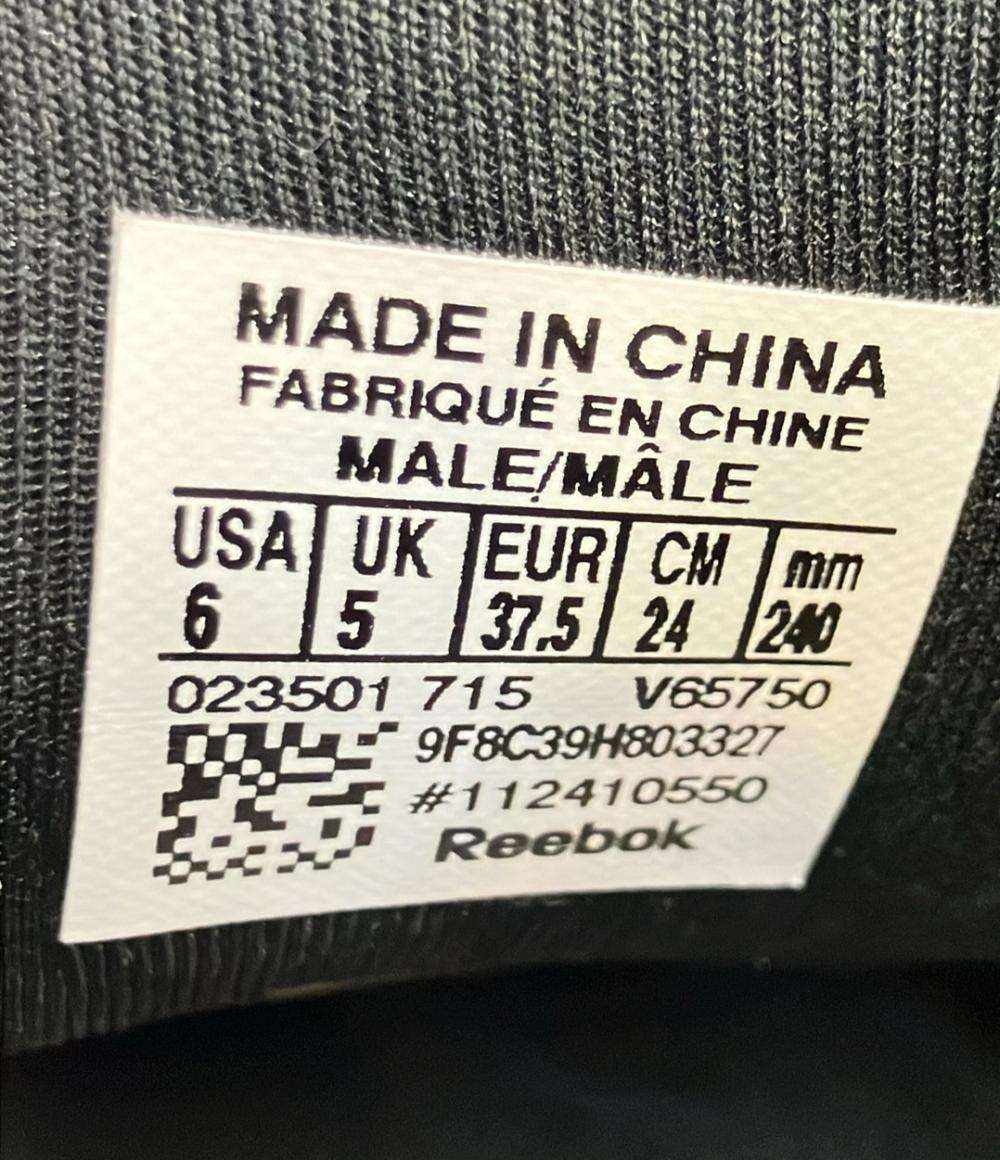 MADE IN CHINA
FABRIQUÉ EN CHINE
MALE/MÂLE
USA UK EUR CM mm
6 5 37.5 24 240
023501 715 V65750
9F8C39H803327
#112410550
Reebok